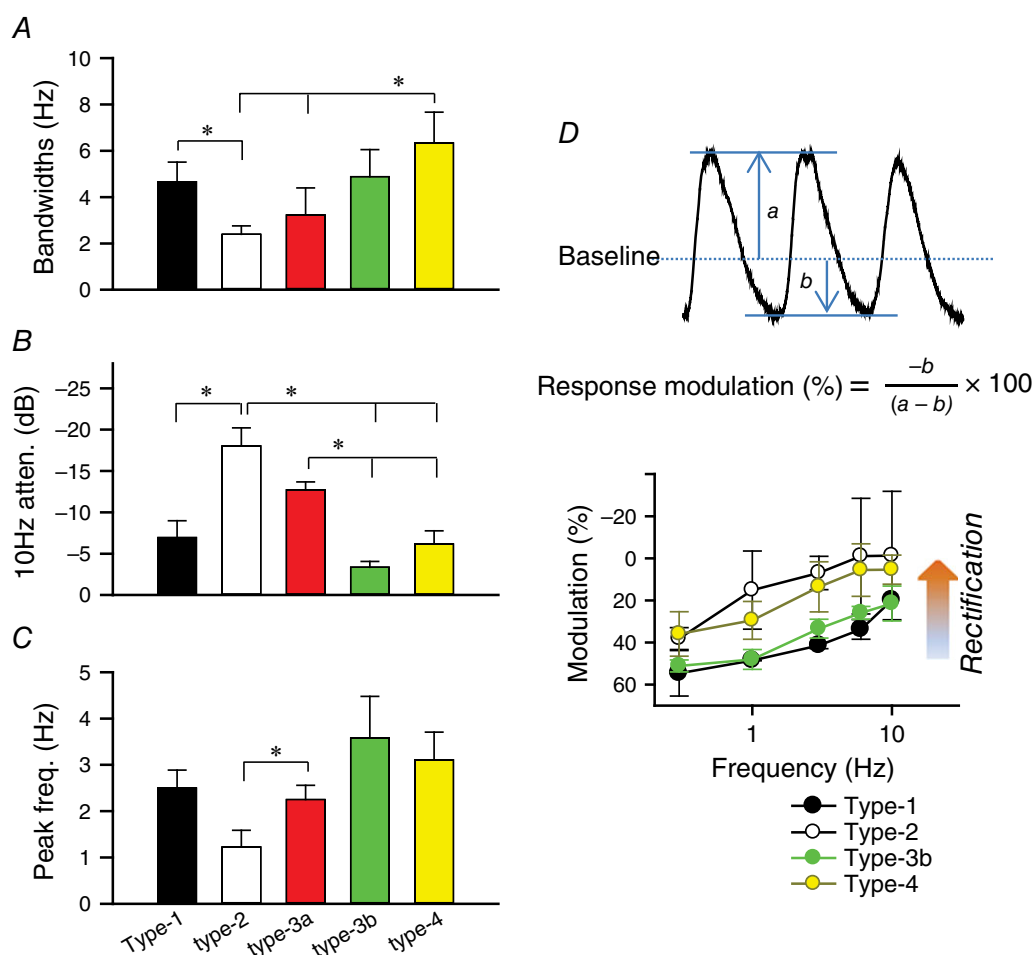 A
Bandwidths (Hz)
10
8
6
4
2
0
*
*
B
10Hz atten. (dB)
–25
–20
–15
–10
–5
0
*
*
*
C
Peak freq. (Hz)
5
4
3
2
1
0
*
Type-1
type-2
type-3a
type-3b
type-4
D
Baseline
a
b
Response modulation (%) = –b / (a – b) × 100
Modulation (%)
–20
0
20
40
60
1
10
Frequency (Hz)
Rectification
Type-1
Type-2
Type-3b
Type-4